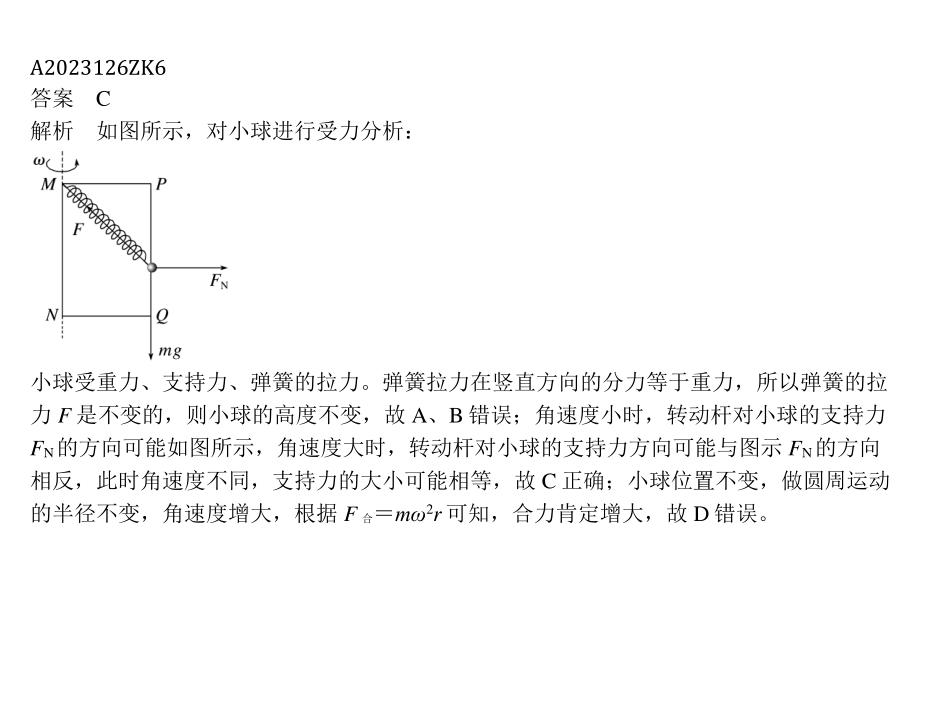 A2023126ZK6
答案　C
解析　如图所示，对小球进行受力分析：
ω
M
P
F
F_N
N
Q
mg
小球受重力、支持力、弹簧的拉力。弹簧拉力在竖直方向的分力等于重力，所以弹簧的拉
力 F 是不变的，则小球的高度不变，故 A、B 错误；角速度小时，转动杆对小球的支持力
F_N 的方向可能如图所示，角速度大时，转动杆对小球的支持力方向可能与图示 F_N 的方向
相反，此时角速度不同，支持力的大小可能相等，故 C 正确；小球位置不变，做圆周运动
的半径不变，角速度增大，根据 F 合＝mω²r 可知，合力肯定增大，故 D 错误。